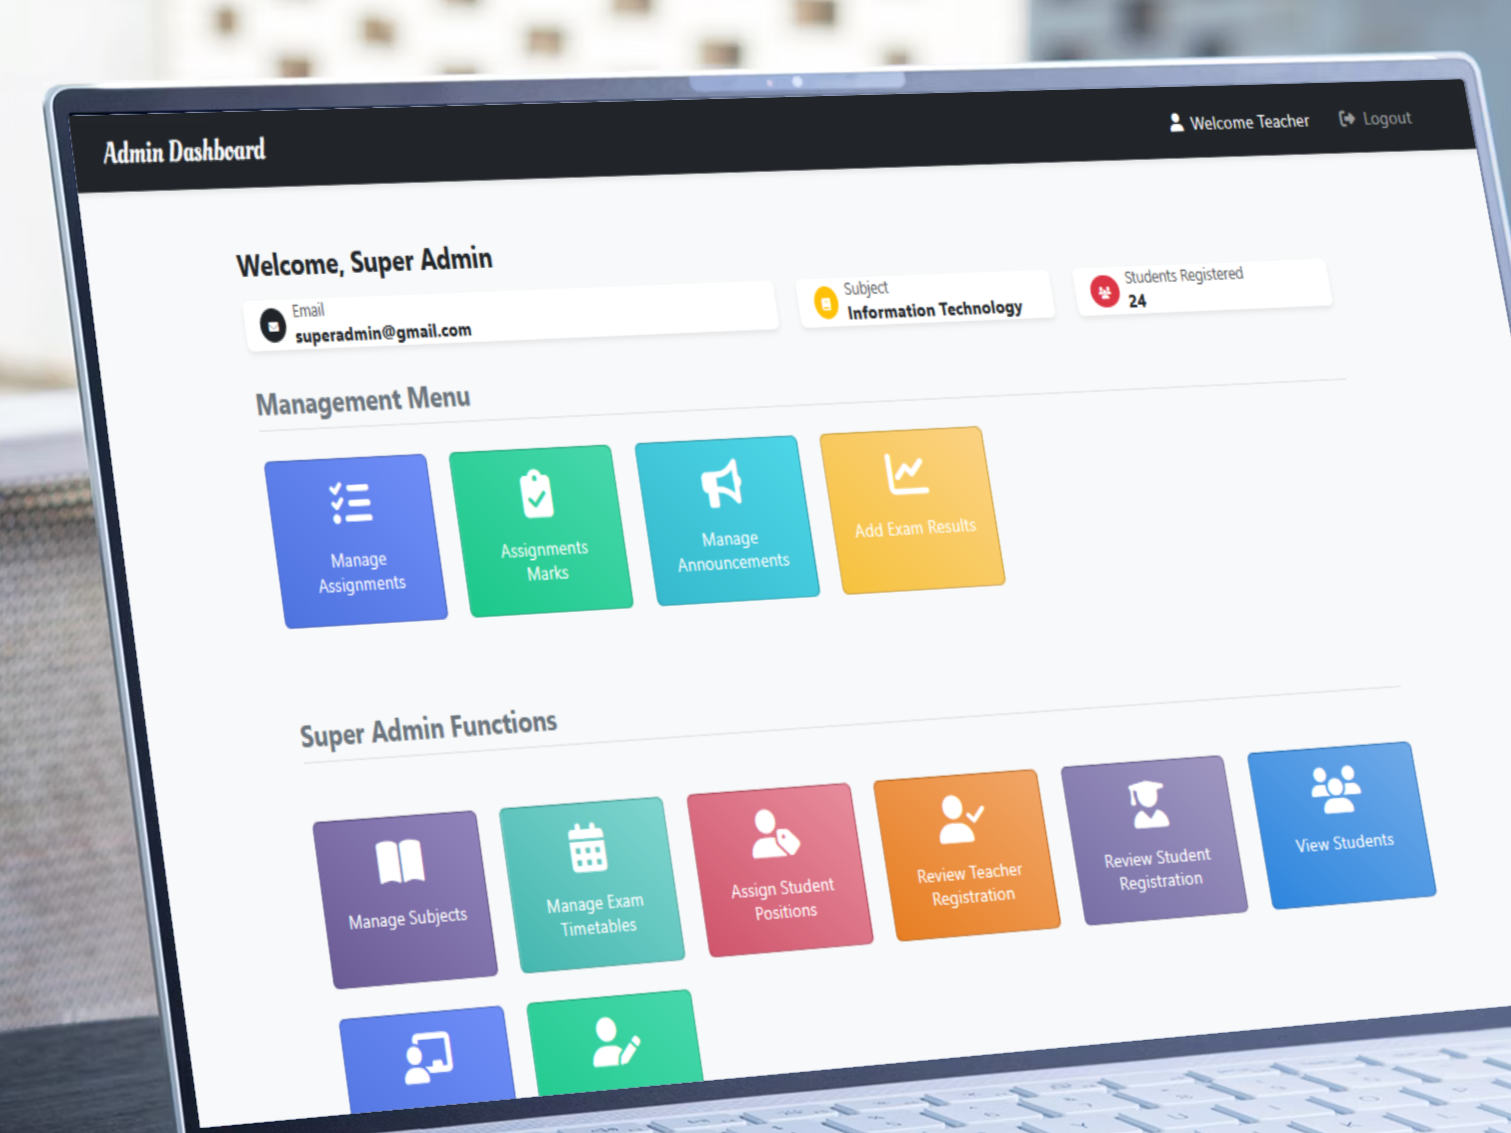 Admin Dashboard
Welcome Teacher
Logout
Welcome, Super Admin
Email
superadmin@gmail.com
Subject
Information Technology
Students Registered
24
Management Menu
Manage
Assignments
Assignments
Marks
Manage
Announcements
Add Exam Results
Super Admin Functions
Manage Subjects
Manage Exam
Timetables
Assign Student
Positions
Review Teacher
Registration
Review Student
Registration
View Students